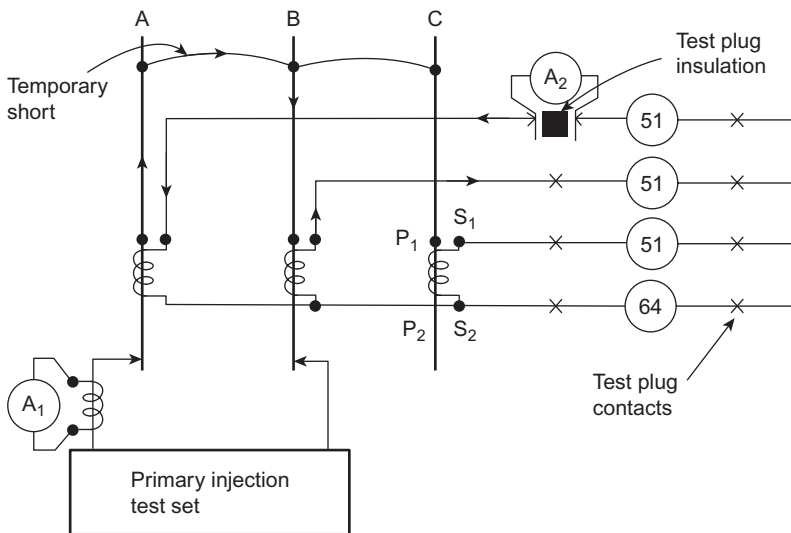 A
B
C
Temporary
short
A2
Test plug
insulation
51
51
P1
S1
51
P2
S2
64
A1
Test plug
contacts
Primary injection
test set